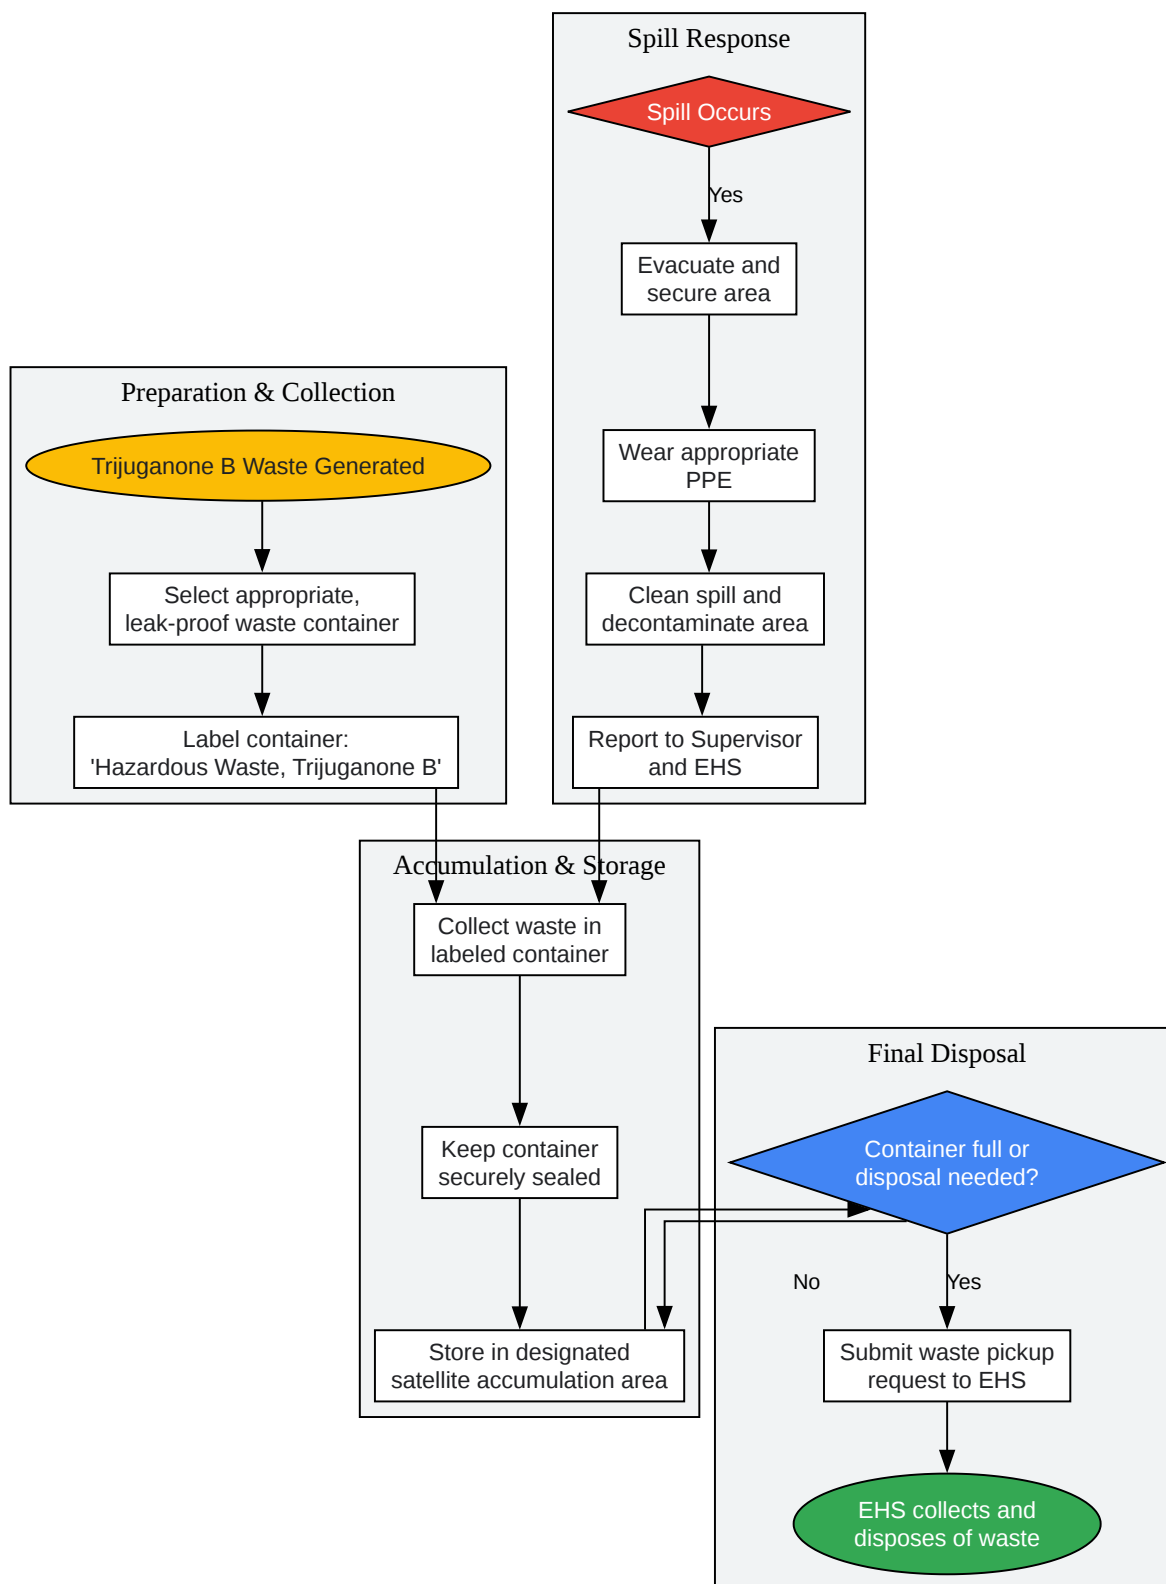 Spill Response
Spill Occurs
Yes
Evacuate and
secure area
Wear appropriate
PPE
Clean spill and
decontaminate area
Report to Supervisor
and EHS
Preparation & Collection
Trijuganone B Waste Generated
Select appropriate,
leak-proof waste container
Label container:
'Hazardous Waste, Trijuganone B'
Accumulation & Storage
Collect waste in
labeled container
Keep container
securely sealed
Store in designated
satellite accumulation area
Final Disposal
Container full or
disposal needed?
No
Yes
Submit waste pickup
request to EHS
EHS collects and
disposes of waste